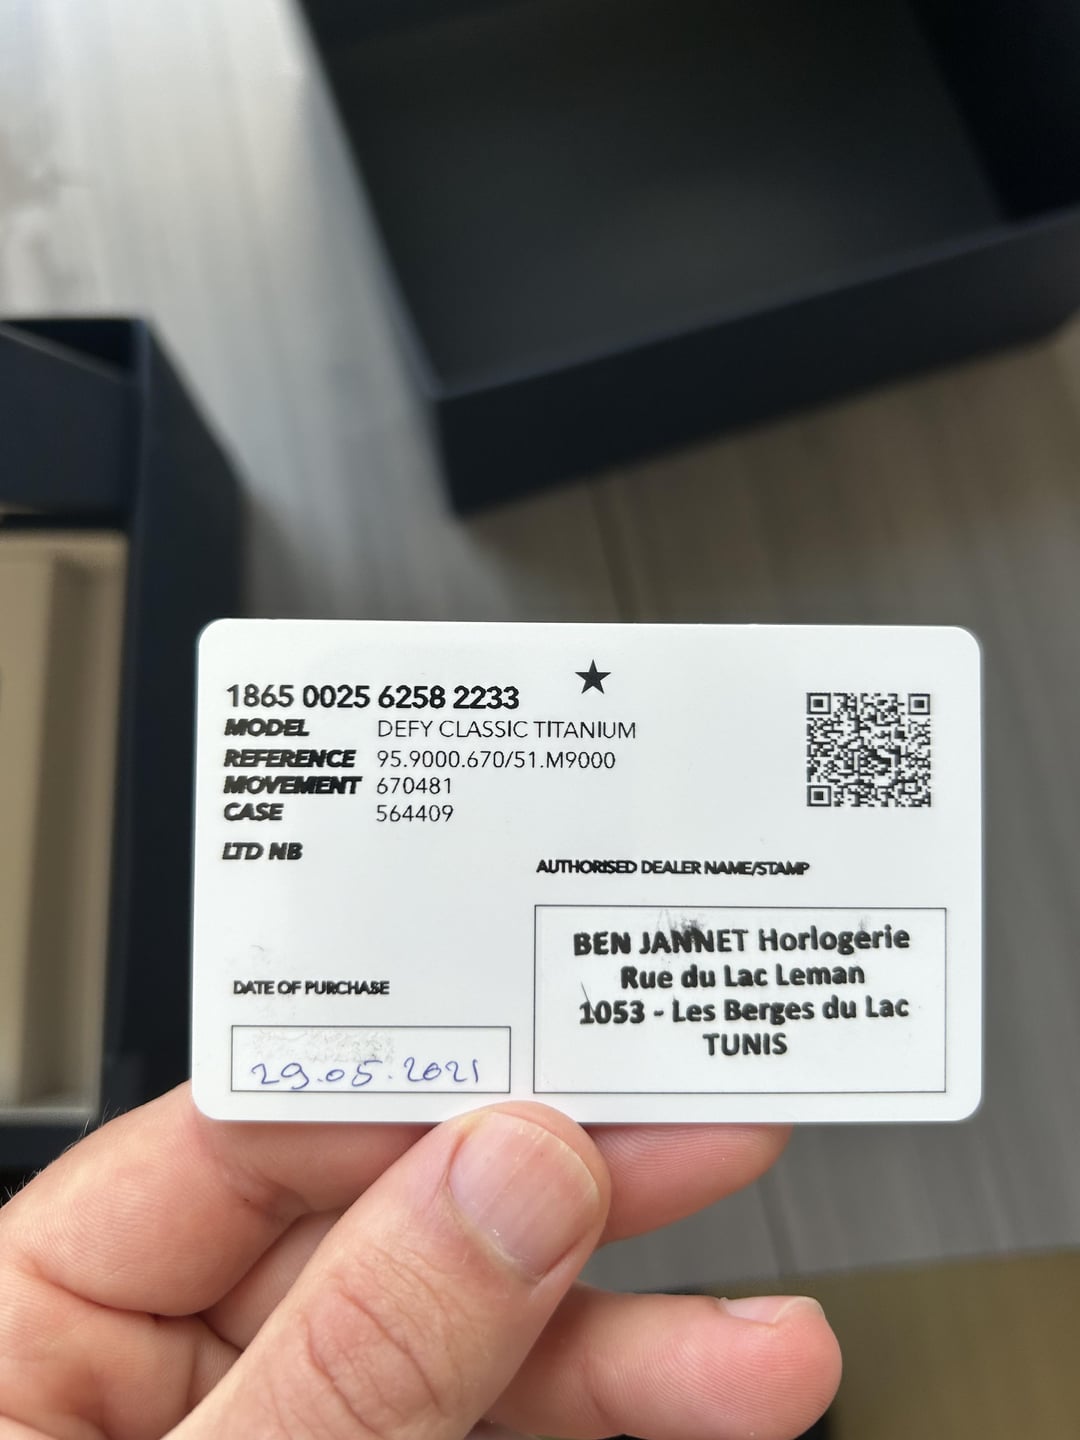 1865 0025 6258 2233
MODEL DEFY CLASSIC TITANIUM
REFERENCE 95.9000.670/51.M9000
MOVEMENT 670481
CASE 564409
LTD NB
AUTHORISED DEALER NAME/STAMP
BEN JANNET Horlogerie
Rue du Lac Leman
1053 - Les Berges du Lac
TUNIS
DATE OF PURCHASE
29.05.2021